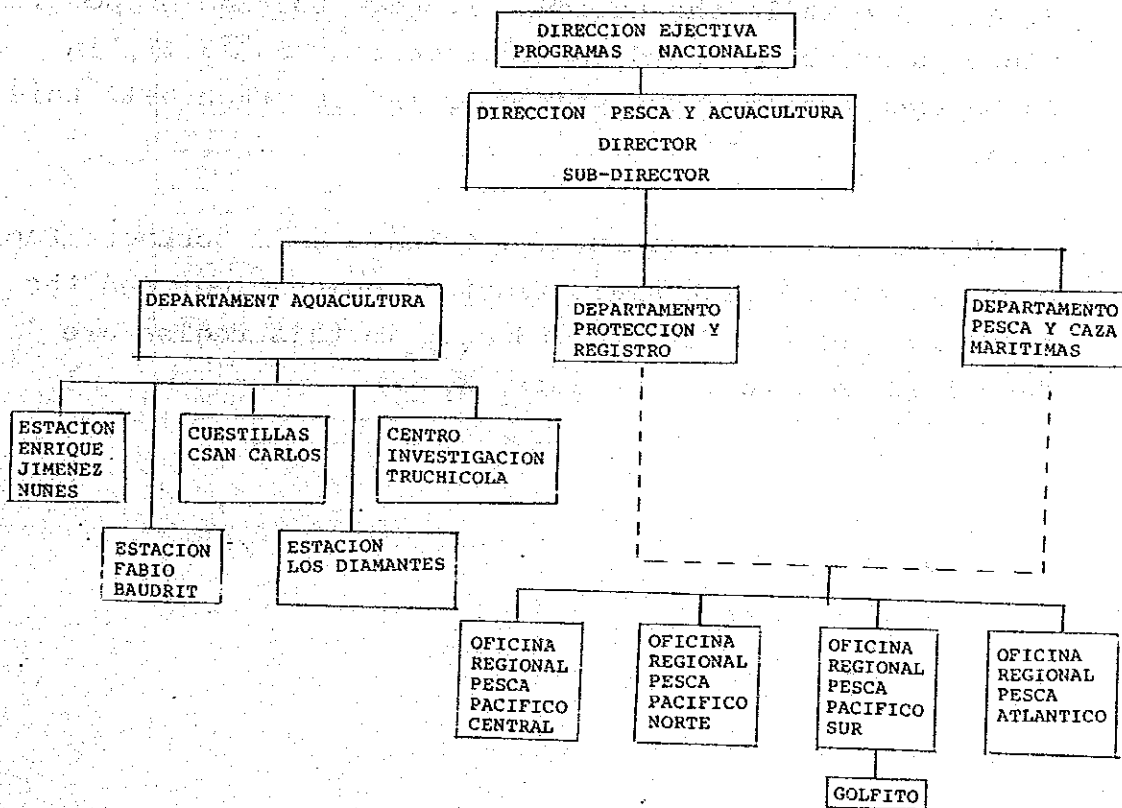 DIRECCION EJECTIVA
PROGRAMAS NACIONALES
DIRECCION PESCA Y ACUACULTURA
DIRECTOR
SUB-DIRECTOR
DEPARTAMENT AQUACULTURA
DEPARTAMENTO
PROTECCION Y
REGISTRO
DEPARTAMENTO
PESCA Y CAZA
MARITIMAS
ESTACION
ENRIQUE
JIMENEZ
NUNES
CUESTILLAS
CSAN CARLOS
CENTRO
INVESTIGACION
TRUCHICOLA
ESTACION
FABIO
BAUDRIT
ESTACION
LOS DIAMANTES
OFICINA
REGIONAL
PESCA
PACIFICO
CENTRAL
OFICINA
REGIONAL
PESCA
PACIFICO
NORTE
OFICINA
REGIONAL
PESCA
PACIFICO
SUR
OFICINA
REGIONAL
PESCA
ATLANTICO
GOLFITO